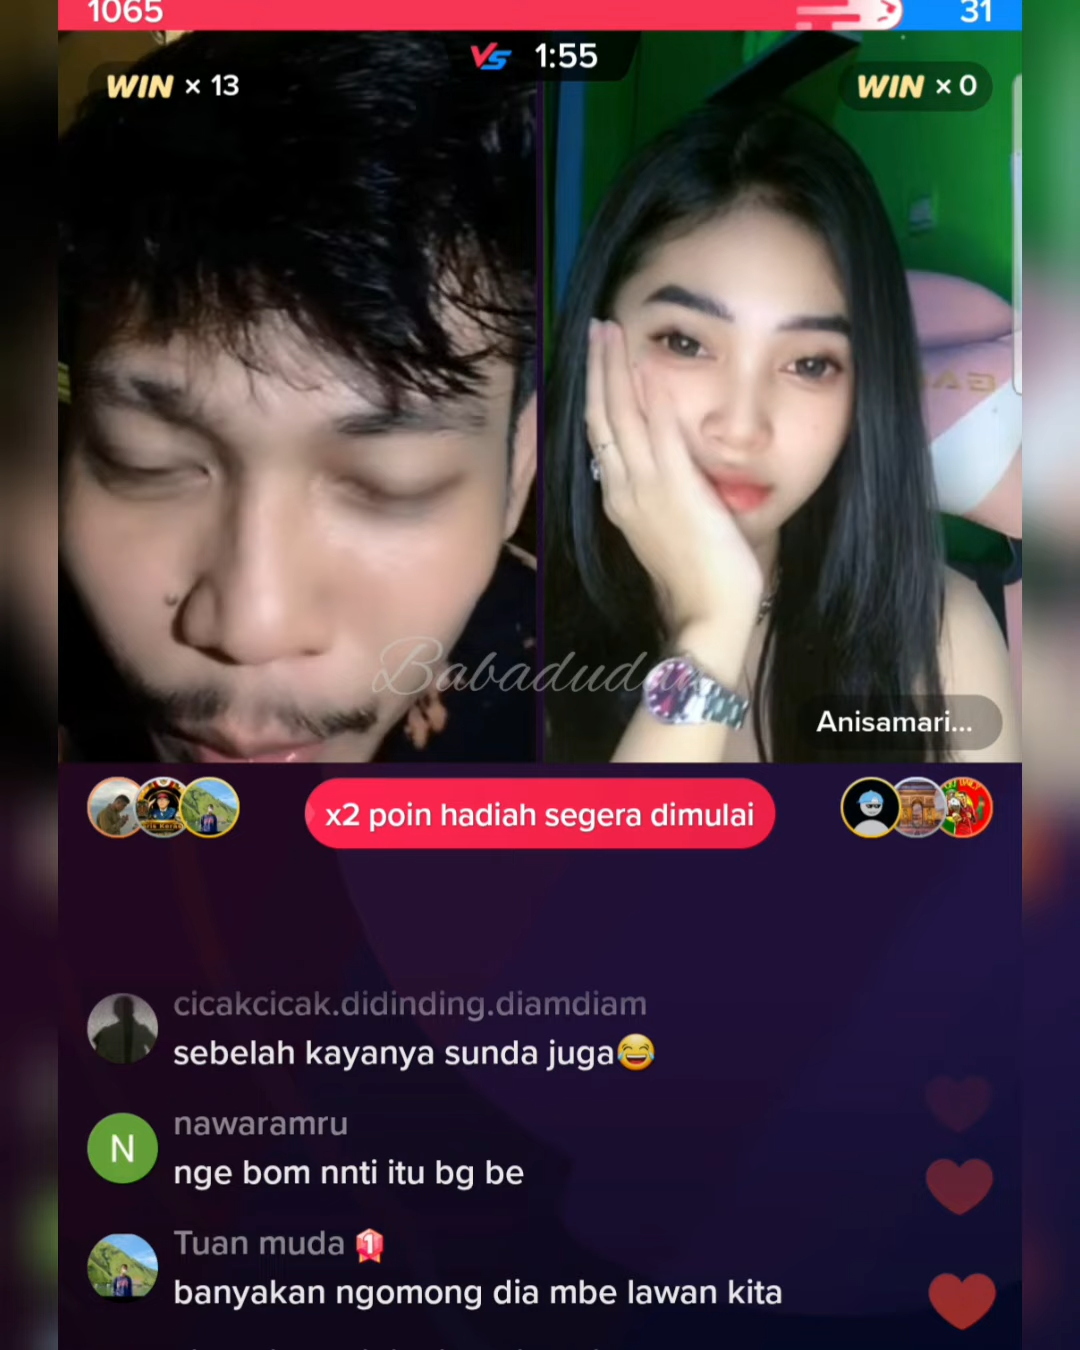 1065
31
VS 1:55
WIN × 13
WIN × 0
Anisamari...
x2 poin hadiah segera dimulai
cicakcicak.didinding.diamdiam
sebelah kayanya sunda juga😂
N
nawaramru
nge bom nnti itu bg be
Tuan muda 1
banyakan ngomong dia mbe lawan kita